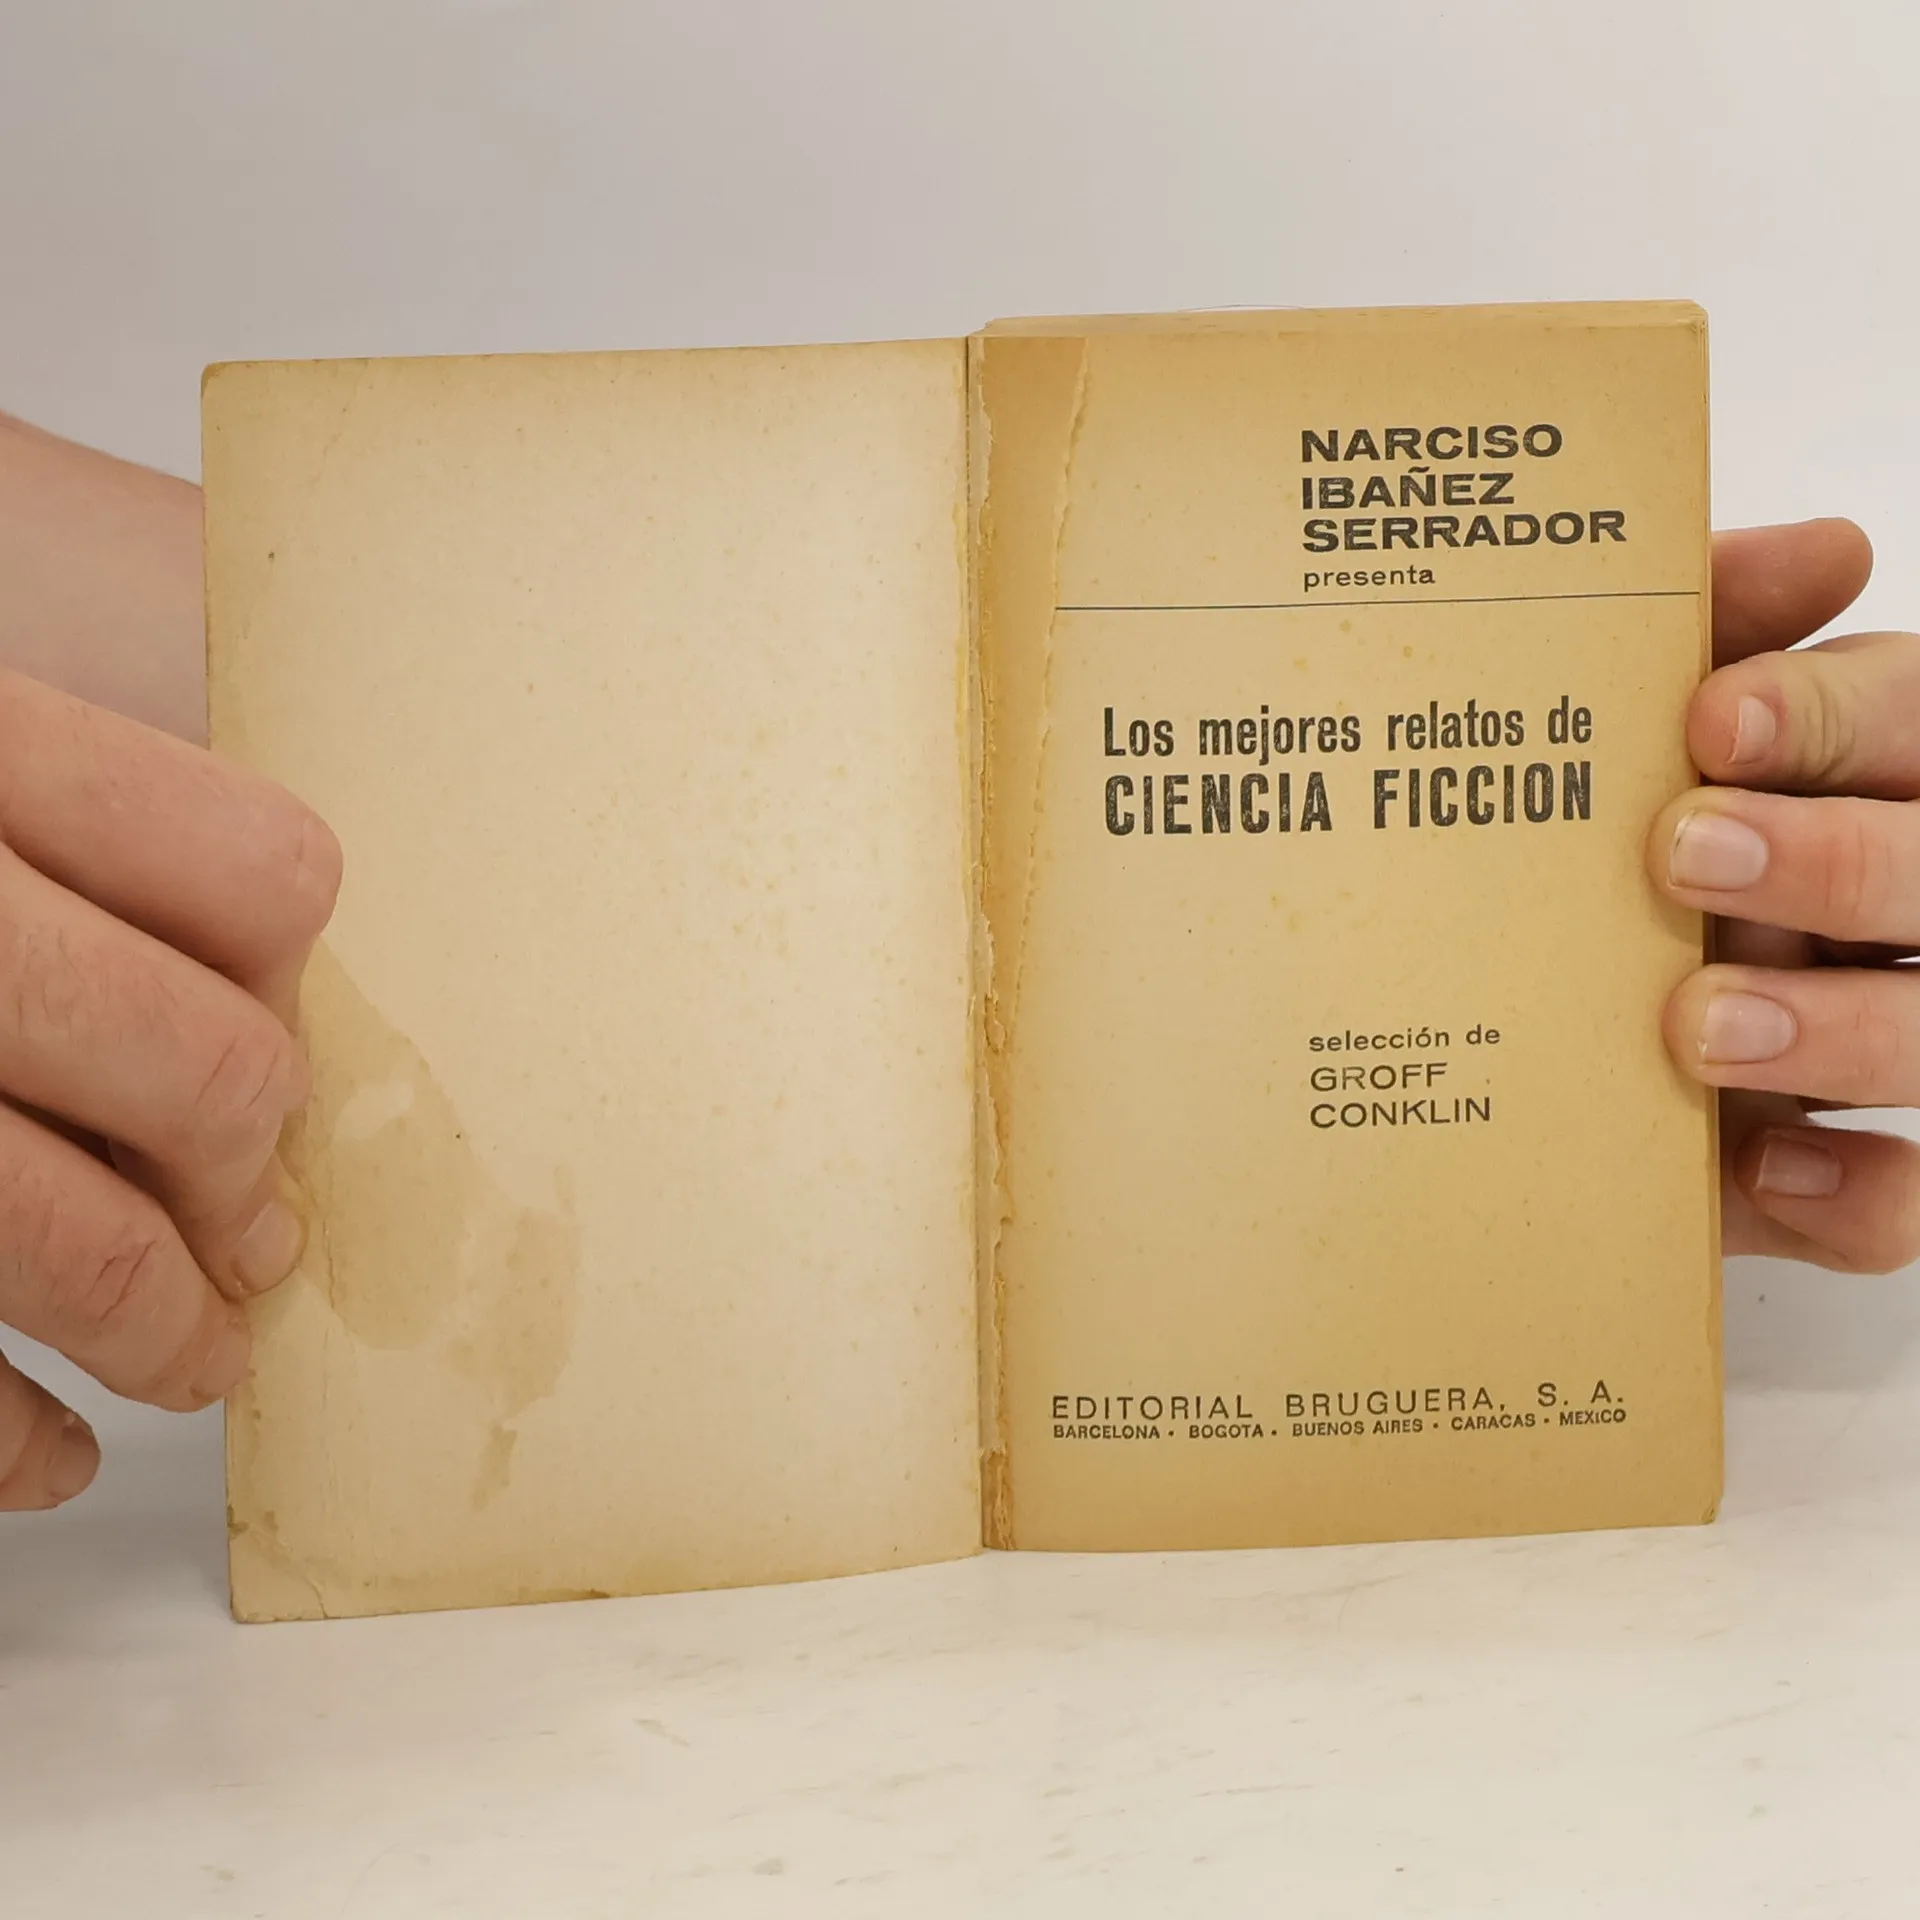 NARCISO
IBAÑEZ
SERRADOR
presenta
Los mejores relatos de
CIENCIA FICCION
selección de
GROFF
CONKLIN
EDITORIAL BRUGUERA, S. A.
BARCELONA • BOGOTA • BUENOS AIRES • CARACAS • MEXICO